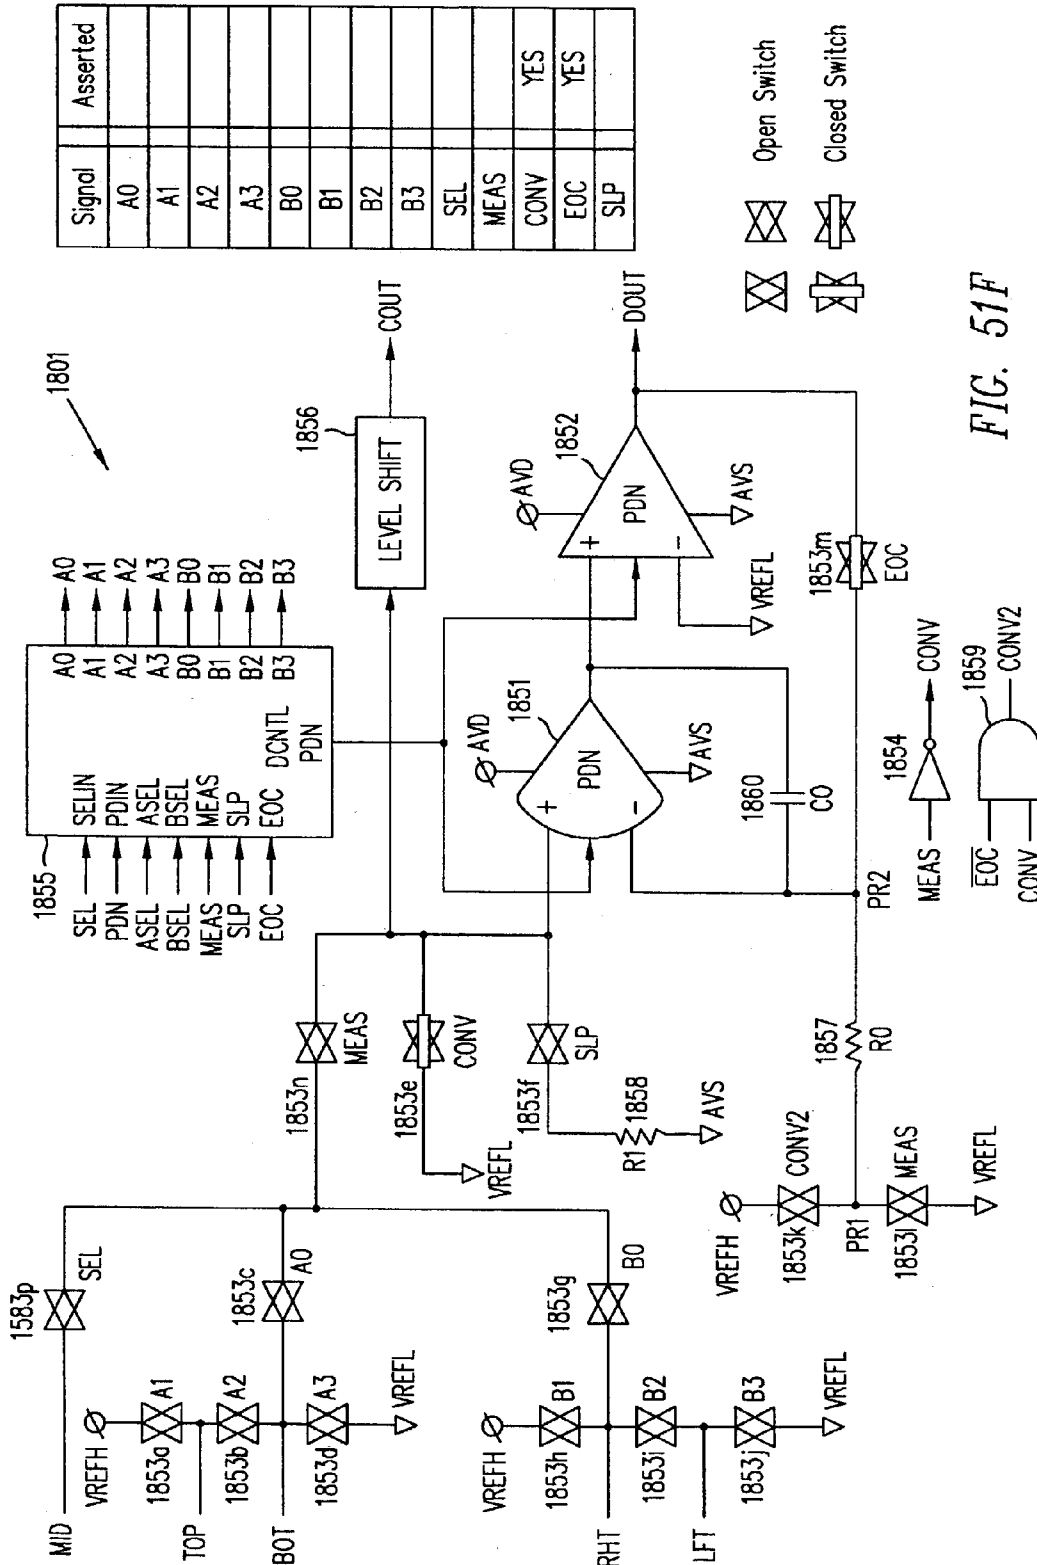 1801
1855
SEL SELIN
PDN PDIN
ASEL ASEL
BSEL BSEL
MEAS MEAS
SLP SLP
EOC EOC
DCNTL
PDN
A0 A0
A1 A1
A2 A2
A3 A3
B0 B0
B1 B1
B2 B2
B3 B3
Signal Asserted
A0
A1
A2
A3
B0
B1
B2
B3
SEL
MEAS
CONV YES
EOC YES
SLP
1856
LEVEL SHIFT
COUT
MID
1583p
SEL
VREFH
1853a
A1
TOP
1853b
A2
BOT
1853d
A3
VREFL
1853c
A0
VREFH
1853h
B1
RHT
1853i
B2
LFT
1853j
B3
VREFL
1853g
B0
1853n
MEAS
1853e
CONV
VREFL
1853f
SLP
R1
1858
AVS
1851
AVD
+
PDN
−
AVS
1860
C0
1852
AVD
+
PDN
−
AVS
VREFL
DOUT
1853m
EOC
VREFH
1853k
CONV2
PR1
1853l
MEAS
VREFL
1857
R0
PR2
MEAS
1854
CONV
EOC
CONV
1859
CONV2
Open Switch
Closed Switch
FIG. 51F